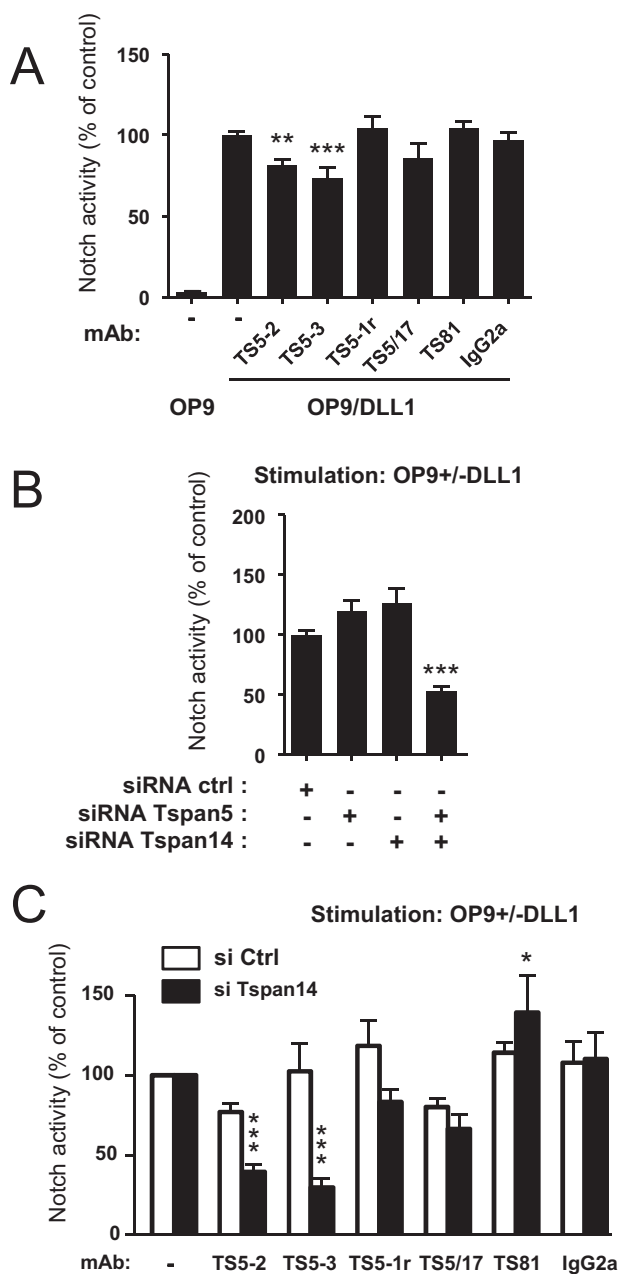 A
Notch activity (% of control)
150
100
50
0
** ***
mAb: - - TS5-2 TS5-3 TS5-1r TS5/17 TS81 IgG2a
OP9 OP9/DLL1
B
Stimulation: OP9+/-DLL1
Notch activity (% of control)
200
150
100
50
0
***
siRNA ctrl : + - - -
siRNA Tspan5 : - + - +
siRNA Tspan14 : - - + +
C
Stimulation: OP9+/-DLL1
Notch activity (% of control)
si Ctrl
si Tspan14
150
100
50
0
*** *** *
mAb: - TS5-2 TS5-3 TS5-1r TS5/17 TS81 IgG2a